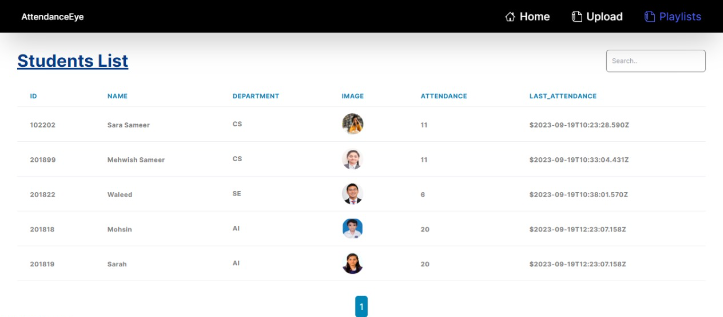 AttendanceEye Home Upload Playlists
Students List Search..
ID NAME DEPARTMENT IMAGE ATTENDANCE LAST_ATTENDANCE
102202 Sara Sameer CS 11 $2023-09-19T10:23:28.590Z
201899 Mehwish Sameer CS 11 $2023-09-19T10:33:04.431Z
201822 Waleed SE 6 $2023-09-19T10:38:01.570Z
201818 Mohsin AI 20 $2023-09-19T12:23:07.158Z
201819 Sarah AI 20 $2023-09-19T12:23:07.158Z
1